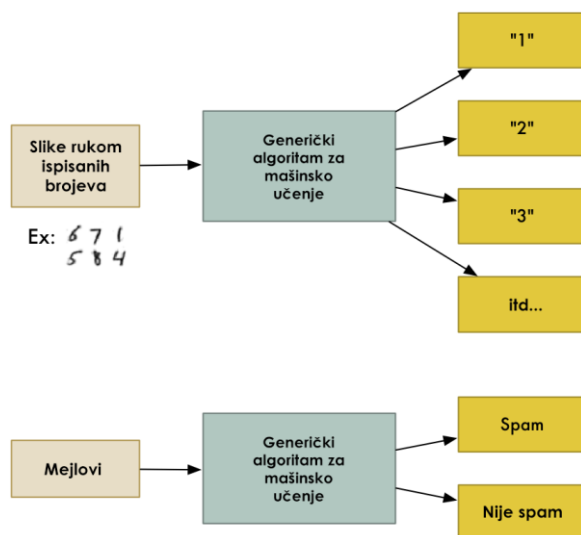 Slike rukom
ispisanih
brojeva
Ex: 6 7 1
5 8 4
Generički
algoritam za
mašinsko
učenje
"1"
"2"
"3"
itd...
Mejlovi
Generički
algoritam za
mašinsko
učenje
Spam
Nije spam